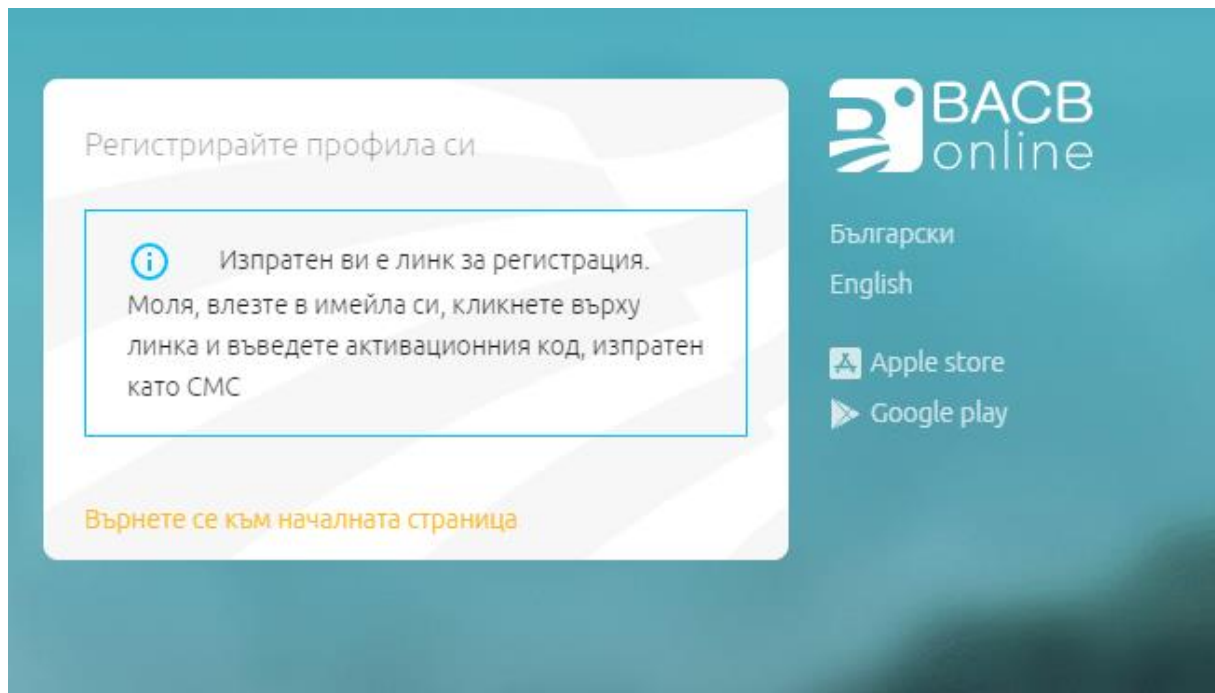 Регистрирайте профила си
Изпратен ви е линк за регистрация.
Моля, влезте в имейла си, кликнете върху
линка и въведете активационния код, изпратен
като СМС
Върнете се към началната страница
BACB
online
Български
English
Apple store
Google play